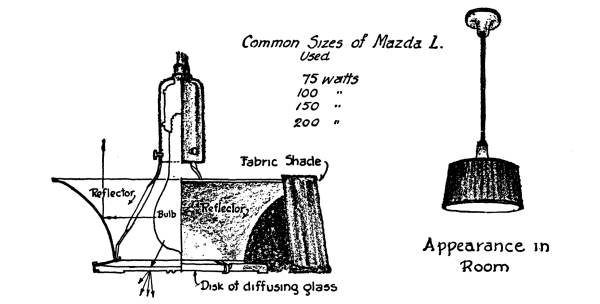 Common Sizes of Mazda L.
Used
75 watts
100 "
150 "
200 "
Fabric Shade
Reflector
Bulb
Reflector
Disk of diffusing glass
Appearance in
Room